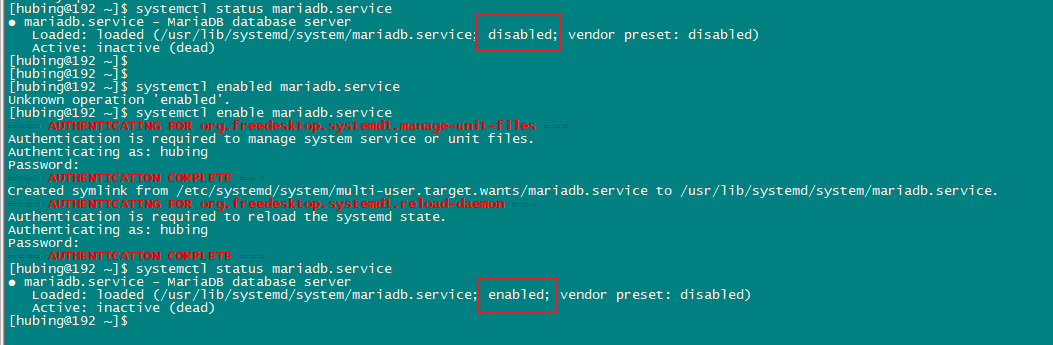 [hubing@192 ~]$ systemctl status mariadb.service
● mariadb.service - MariaDB database server
Loaded: loaded (/usr/lib/systemd/system/mariadb.service; disabled; vendor preset: disabled)
Active: inactive (dead)
[hubing@192 ~]$
[hubing@192 ~]$
[hubing@192 ~]$ systemctl enabled mariadb.service
Unknown operation 'enabled'.
[hubing@192 ~]$ systemctl enable mariadb.service
==== AUTHENTICATING FOR org.freedesktop.systemd1.manage-unit-files ===
Authentication is required to manage system service or unit files.
Authenticating as: hubing
Password:
==== AUTHENTICATION COMPLETE ===
Created symlink from /etc/systemd/system/multi-user.target.wants/mariadb.service to /usr/lib/systemd/system/mariadb.service.
==== AUTHENTICATING FOR org.freedesktop.systemd1.reload-daemon ===
Authentication is required to reload the systemd state.
Authenticating as: hubing
Password:
==== AUTHENTICATION COMPLETE ===
[hubing@192 ~]$ systemctl status mariadb.service
● mariadb.service - MariaDB database server
Loaded: loaded (/usr/lib/systemd/system/mariadb.service; enabled; vendor preset: disabled)
Active: inactive (dead)
[hubing@192 ~]$